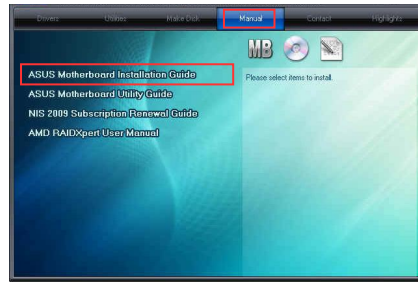 Drivers Utilities Make Disk Manual Contact Highlights
MB
ASUS Motherboard Installation Guide
Please select items to install.
ASUS Motherboard Utility Guide
NIS 2009 Subscription Renewal Guide
AMD RAIDXpert User Manual